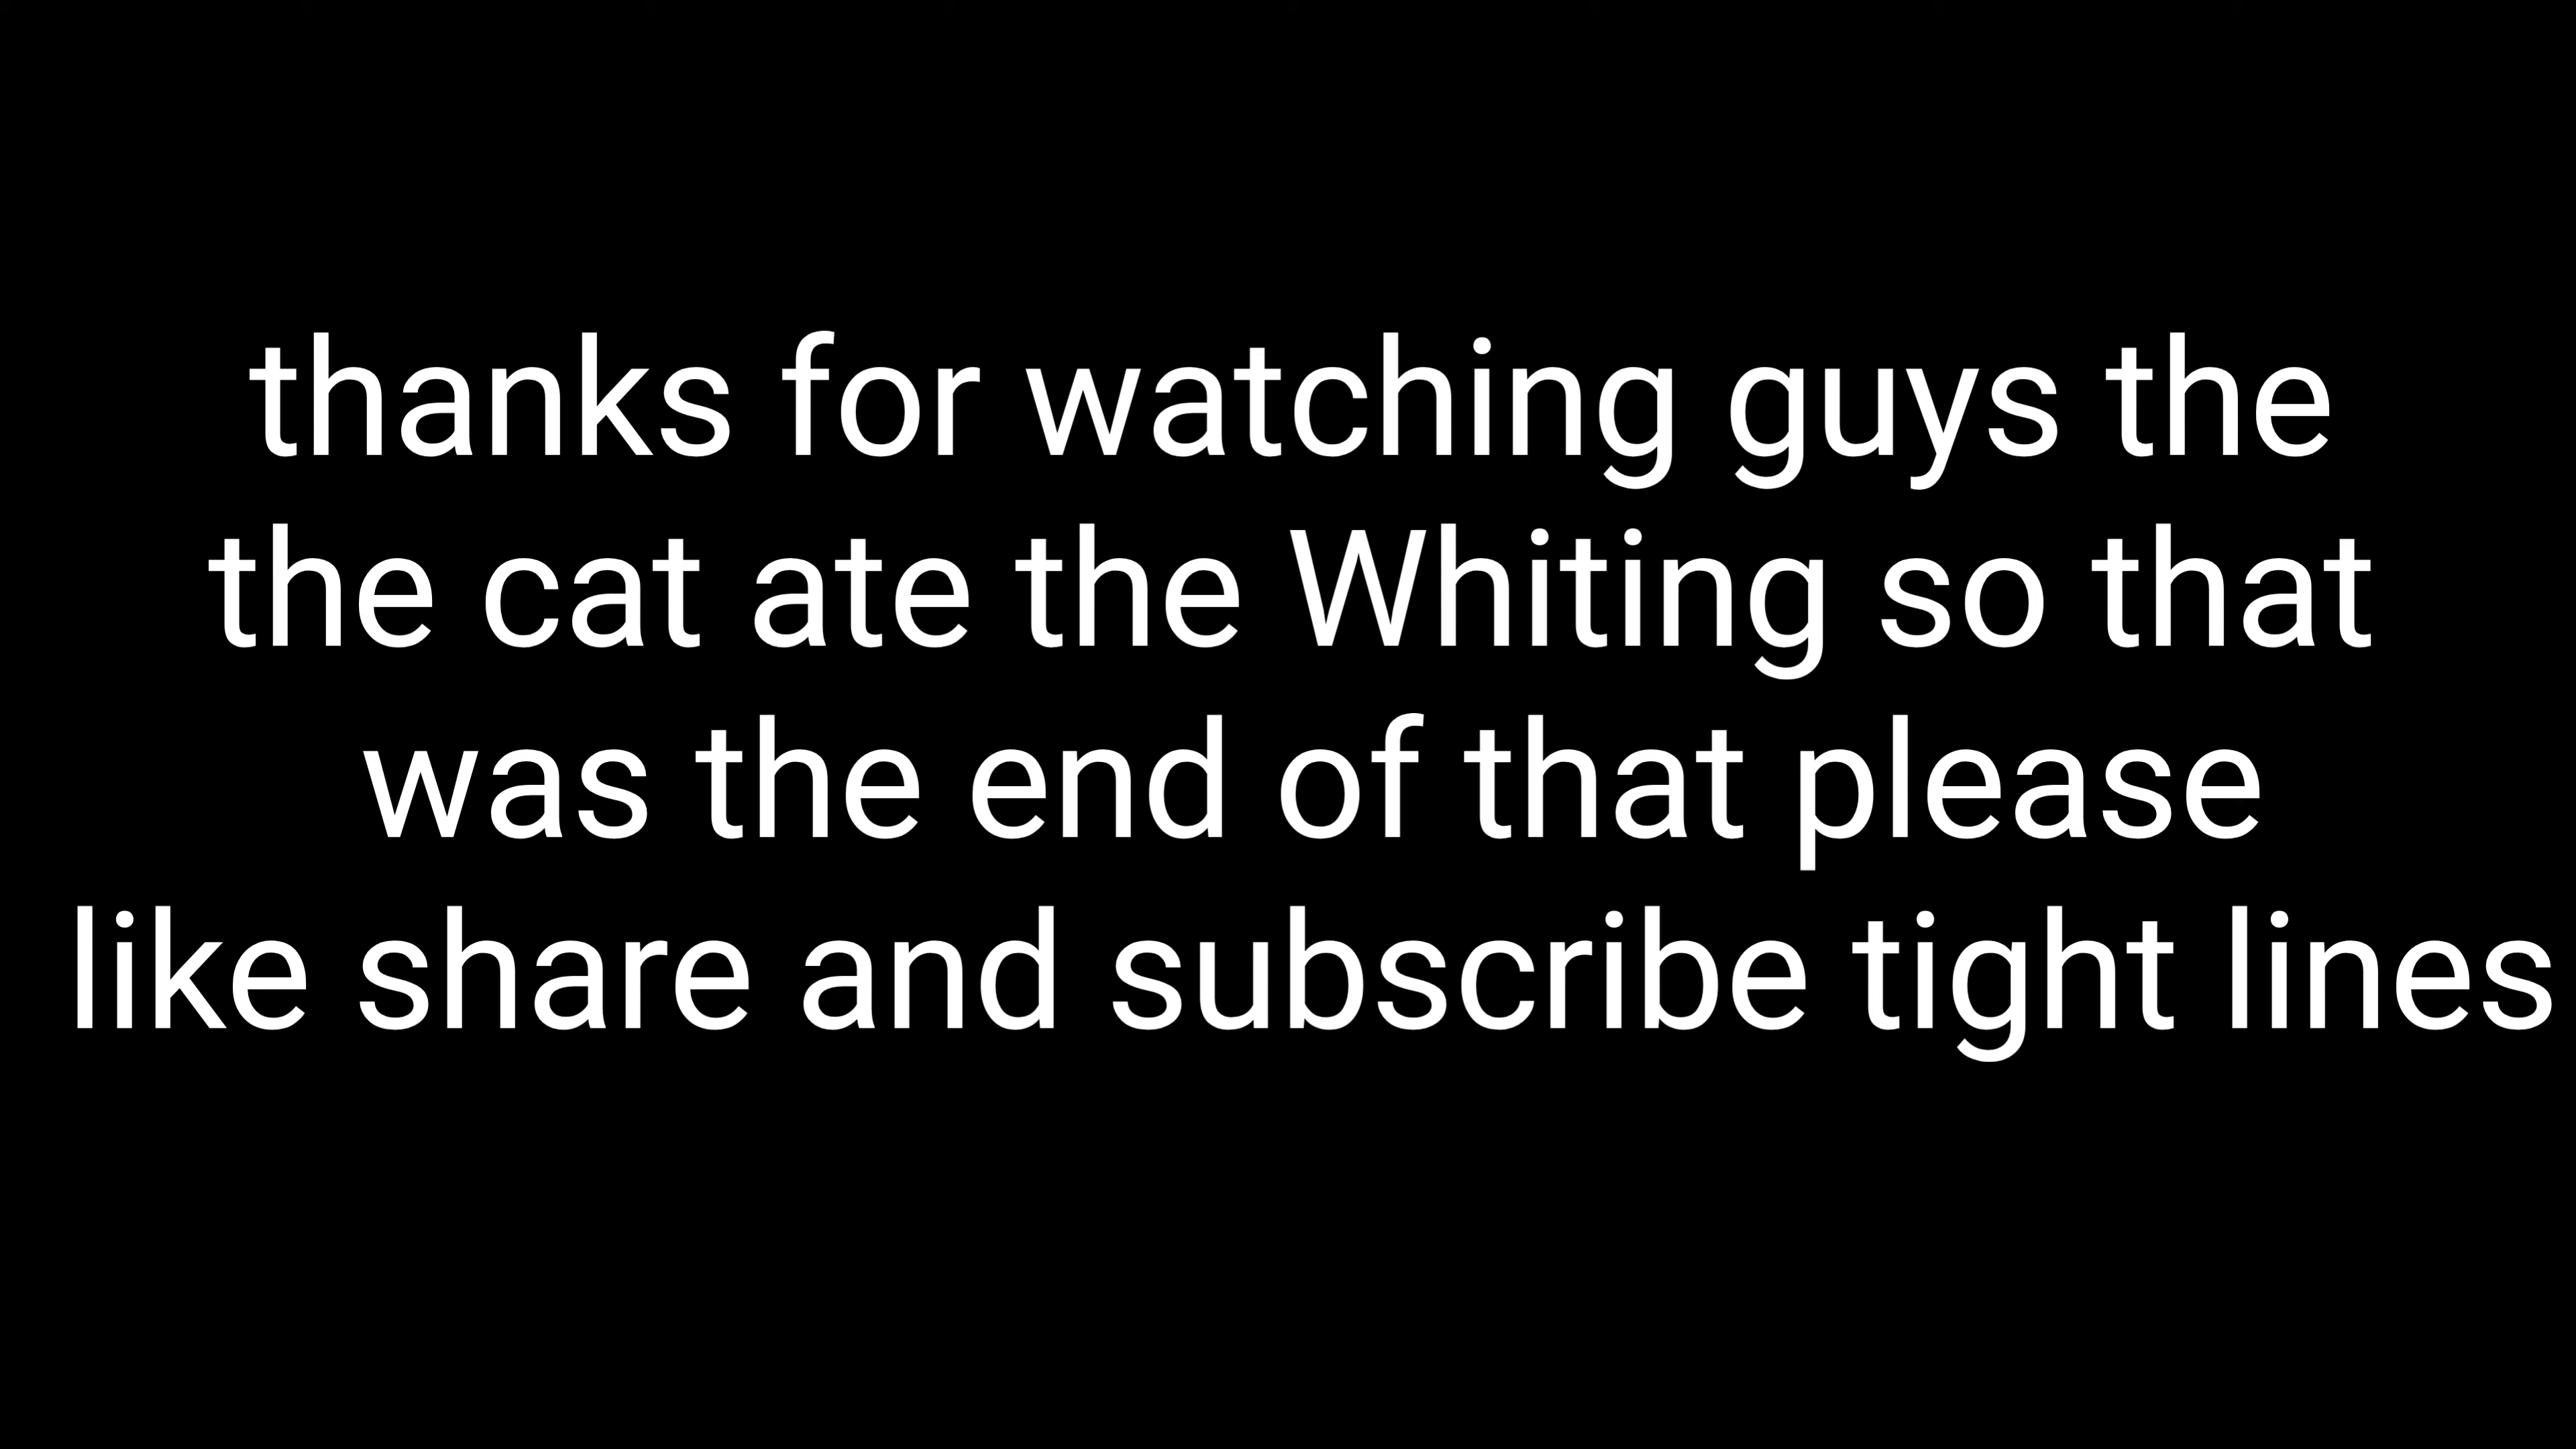 thanks for watching guys the
the cat ate the Whiting so that
was the end of that please
like share and subscribe tight lines